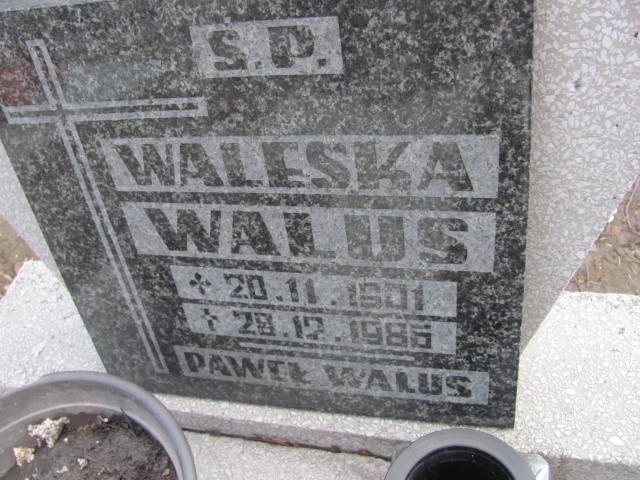 Ś.P.
WALESKA
WALUS
20.11.1901
28.12.1986
PAWEŁ WALUS